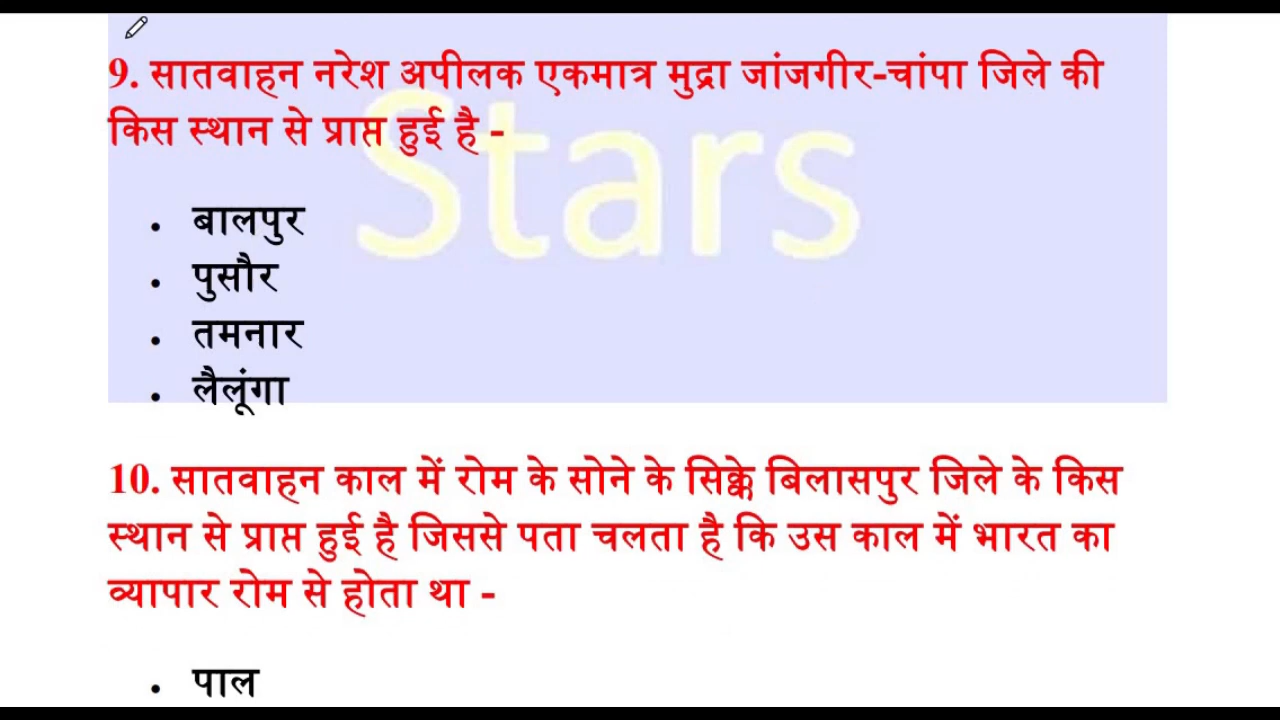 Stars
9. सातवाहन नरेश अपीलक एकमात्र मुद्रा जांजगीर-चांपा जिले की
किस स्थान से प्राप्त हुई है -
• बालपुर
• पुसौर
• तमनार
• लैलूंगा
10. सातवाहन काल में रोम के सोने के सिक्के बिलासपुर जिले के किस
स्थान से प्राप्त हुई है जिससे पता चलता है कि उस काल में भारत का
व्यापार रोम से होता था -
• पाल